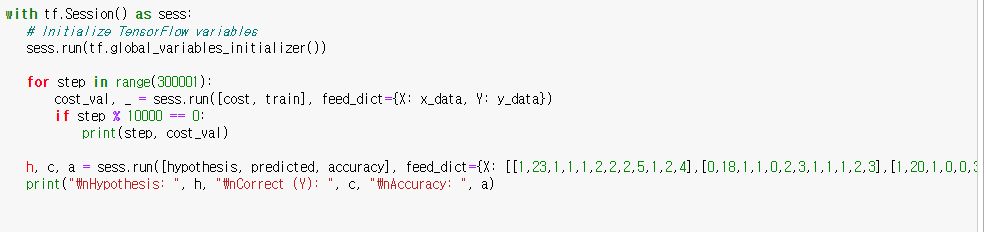 with tf.Session() as sess:
    # Initialize TensorFlow variables
    sess.run(tf.global_variables_initializer())

    for step in range(300001):
        cost_val, _ = sess.run([cost, train], feed_dict={X: x_data, Y: y_data})
        if step % 10000 == 0:
            print(step, cost_val)

    h, c, a = sess.run([hypothesis, predicted, accuracy], feed_dict={X: [[1,23,1,1,1,2,2,2,5,1,2,4],[0,18,1,1,0,2,3,1,1,1,2,3],[1,20,1,0,0,3
    print("₩nHypothesis: ", h, "₩nCorrect (Y): ", c, "₩nAccuracy: ", a)